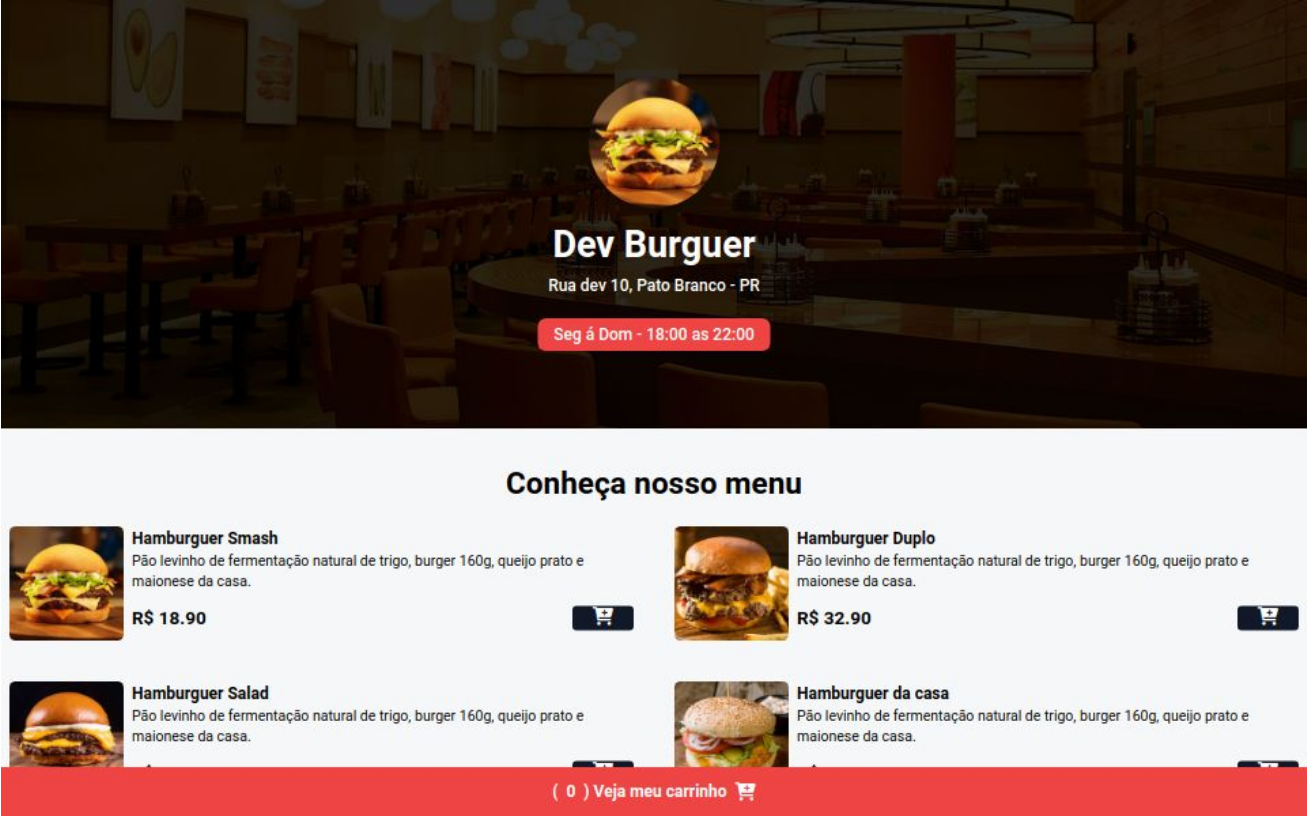 Dev Burguer
Rua dev 10, Pato Branco - PR
Seg á Dom - 18:00 as 22:00
Conheça nosso menu
Hamburguer Smash
Pão levinho de fermentação natural de trigo, burger 160g, queijo prato e
maionese da casa.
R$ 18.90
Hamburguer Duplo
Pão levinho de fermentação natural de trigo, burger 160g, queijo prato e
maionese da casa.
R$ 32.90
Hamburguer Salad
Pão levinho de fermentação natural de trigo, burger 160g, queijo prato e
maionese da casa.
Hamburguer da casa
Pão levinho de fermentação natural de trigo, burger 160g, queijo prato e
maionese da casa.
( 0 ) Veja meu carrinho